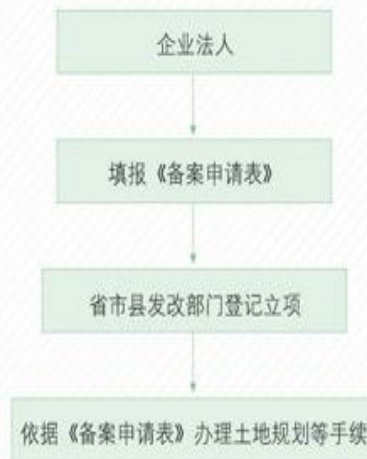 企业法人
填报《备案申请表》
省市县发改部门登记立项
依据《备案申请表》办理土地规划等手续